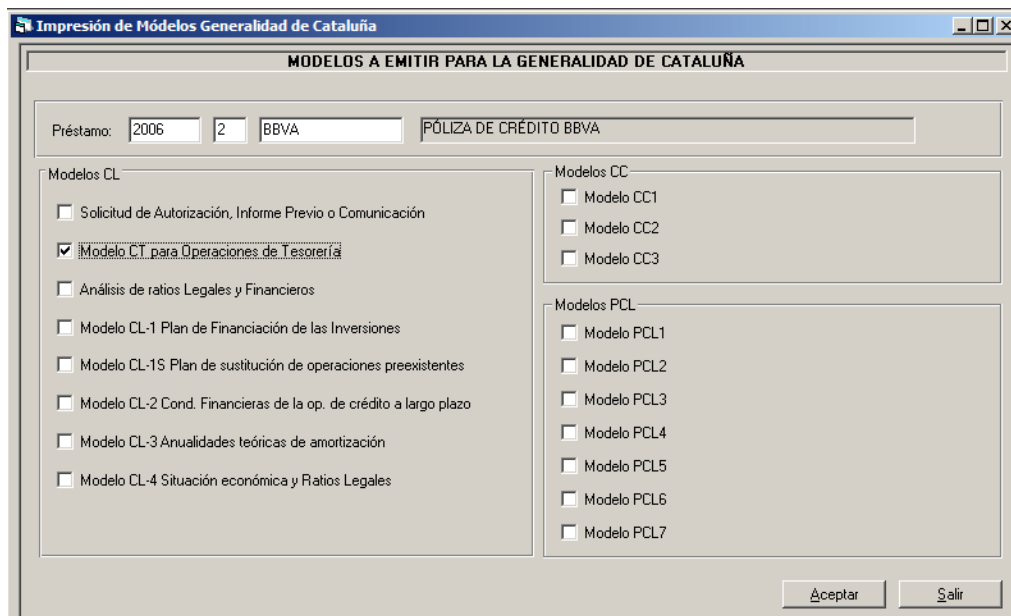 Impresión de Módelos Generalidad de Cataluña
MODELOS A EMITIR PARA LA GENERALIDAD DE CATALUÑA
Préstamo: 2006 2 BBVA PÓLIZA DE CRÉDITO BBVA
Modelos CL
Solicitud de Autorización, Informe Previo o Comunicación
Modelo CT para Operaciones de Tesorería
Análisis de ratios Legales y Financieros
Modelo CL-1 Plan de Financiación de las Inversiones
Modelo CL-1S Plan de sustitución de operaciones preexistentes
Modelo CL-2 Cond. Financieras de la op. de crédito a largo plazo
Modelo CL-3 Anualidades teóricas de amortización
Modelo CL-4 Situación económica y Ratios Legales
Modelos CC
Modelo CC1
Modelo CC2
Modelo CC3
Modelos PCL
Modelo PCL1
Modelo PCL2
Modelo PCL3
Modelo PCL4
Modelo PCL5
Modelo PCL6
Modelo PCL7
Aceptar Salir